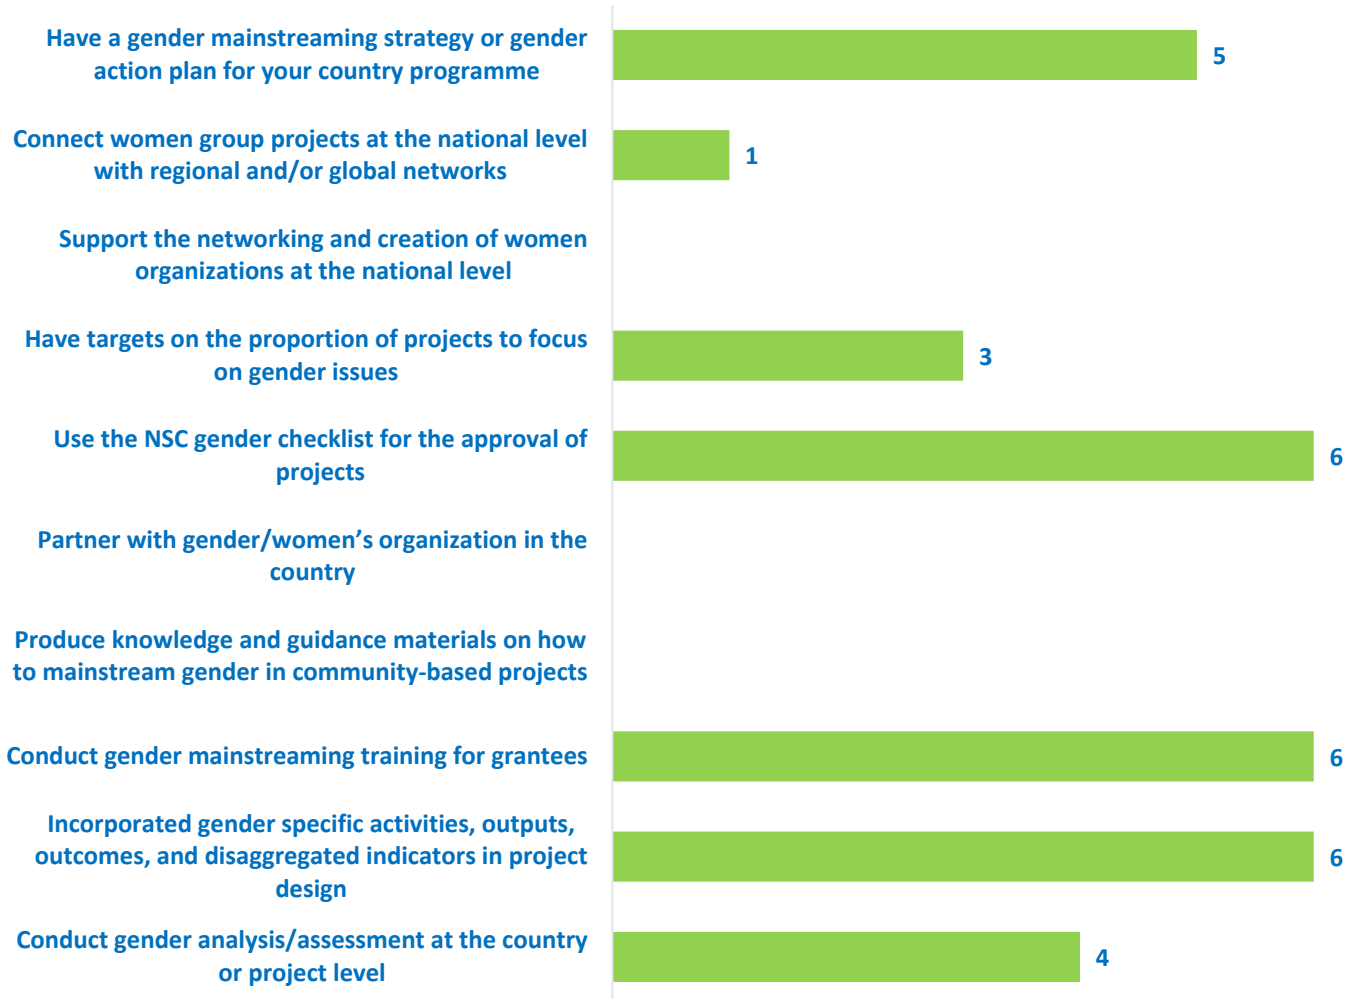 Have a gender mainstreaming strategy or gender
action plan for your country programme
5
Connect women group projects at the national level
with regional and/or global networks
1
Support the networking and creation of women
organizations at the national level
Have targets on the proportion of projects to focus
on gender issues
3
Use the NSC gender checklist for the approval of
projects
6
Partner with gender/women’s organization in the
country
Produce knowledge and guidance materials on how
to mainstream gender in community-based projects
Conduct gender mainstreaming training for grantees
6
Incorporated gender specific activities, outputs,
outcomes, and disaggregated indicators in project
design
6
Conduct gender analysis/assessment at the country
or project level
4